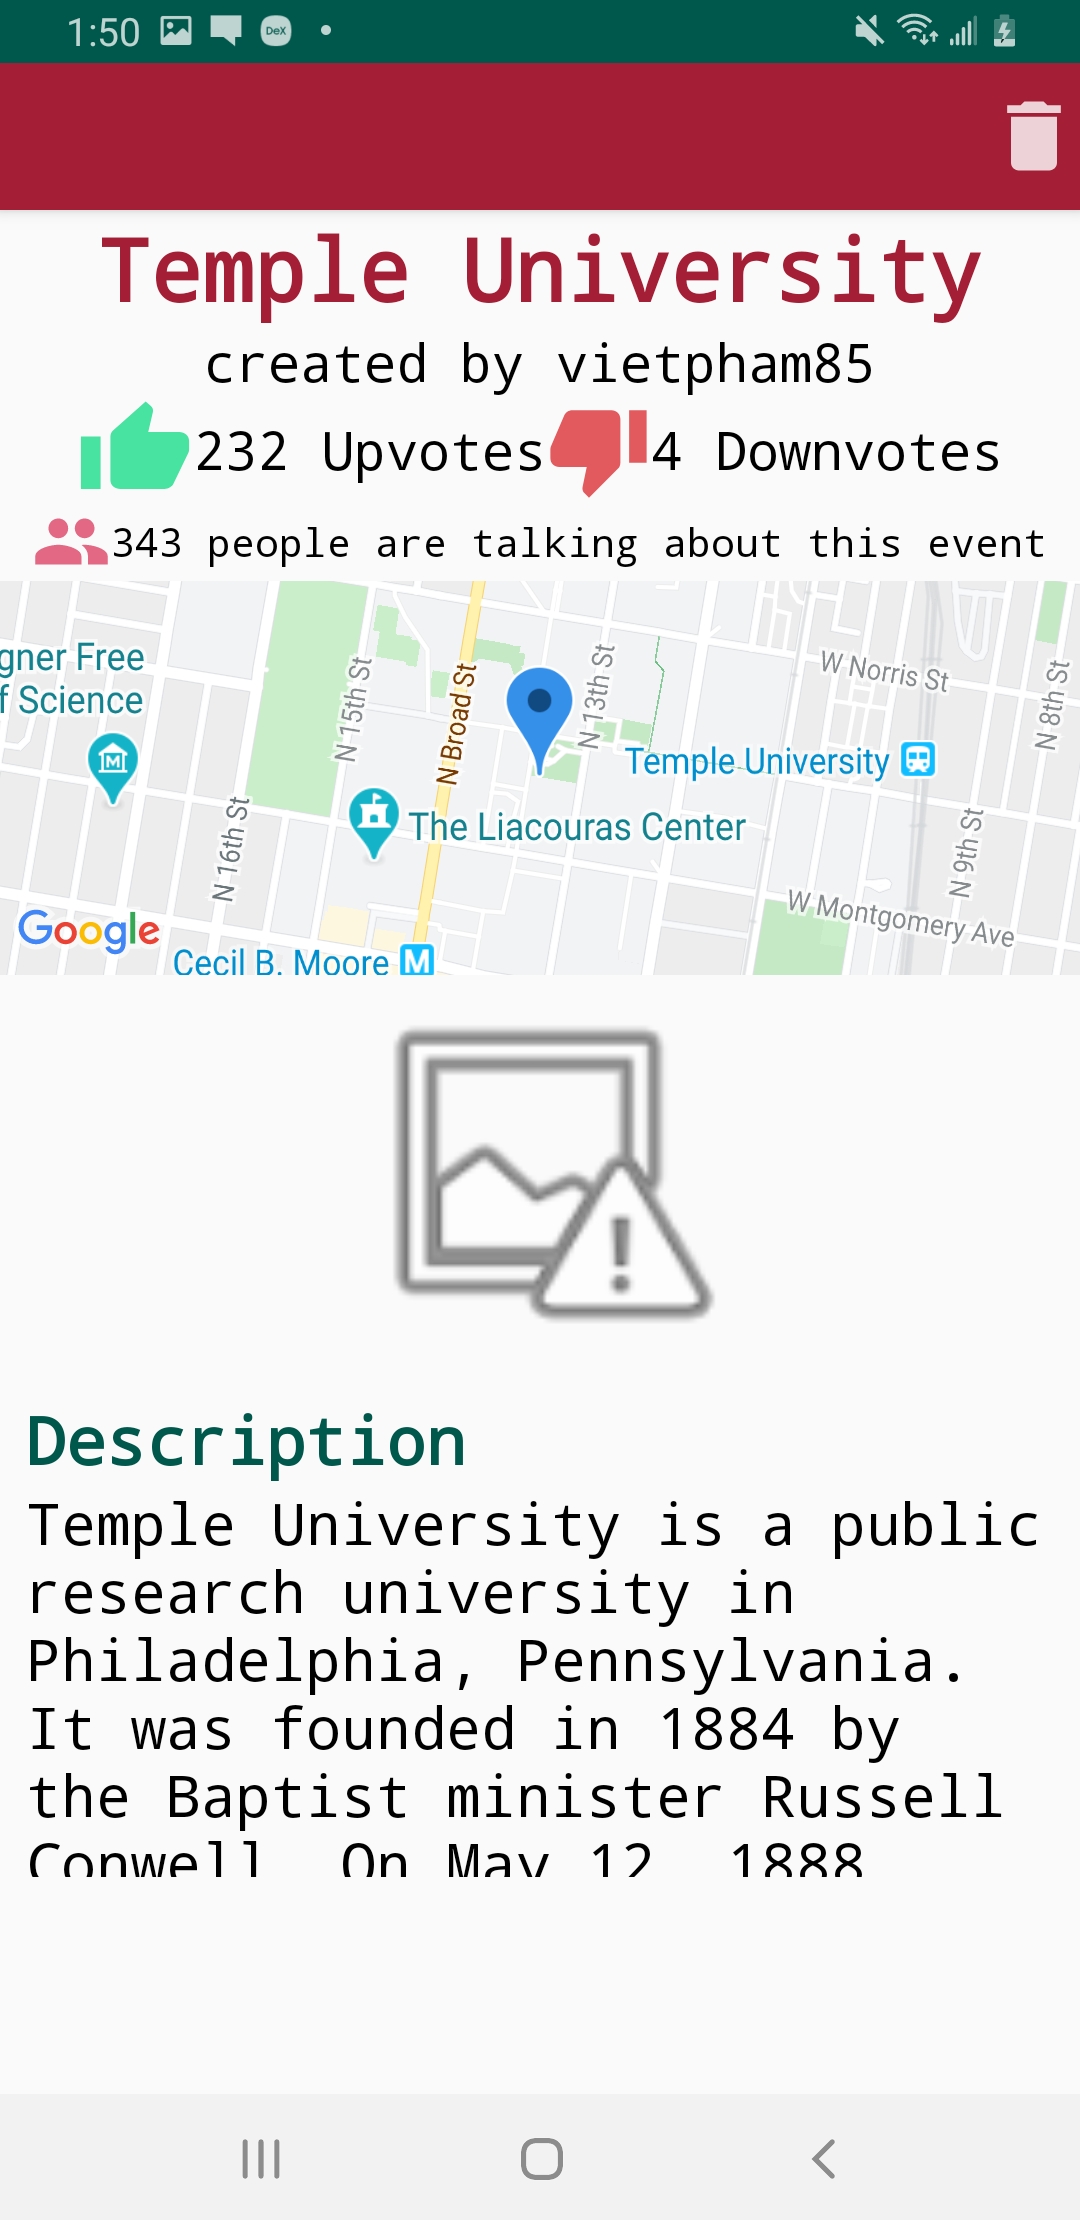 1:50 DeX
Temple University
created by vietpham85
232 Upvotes 4 Downvotes
343 people are talking about this event
gner Free
f Science
N 15th St
N Broad St
N 13th St
W Norris St
N 8th St
Temple University
The Liacouras Center
N 16th St
N 9th St
W Montgomery Ave
Google
Cecil B. Moore M
Description
Temple University is a public
research university in
Philadelphia, Pennsylvania.
It was founded in 1884 by
the Baptist minister Russell
Conwell On May 12 1888